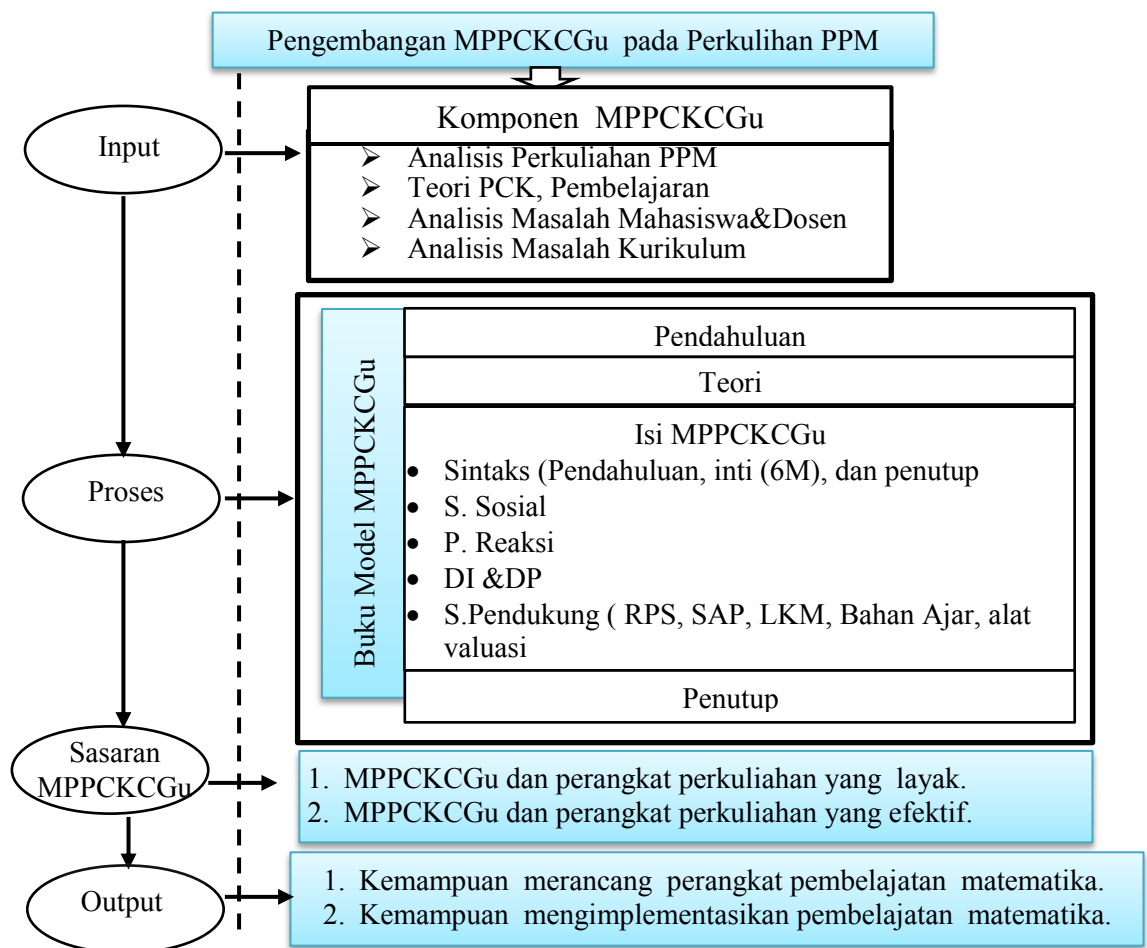 Pengembangan MPPCKCGu pada Perkulihan PPM
Input
Komponen MPPCKCGu
➢ Analisis Perkuliahan PPM
➢ Teori PCK, Pembelajaran
➢ Analisis Masalah Mahasiswa&Dosen
➢ Analisis Masalah Kurikulum
Proses
Buku Model MPPCKCGu
Pendahuluan
Teori
Isi MPPCKCGu
• Sintaks (Pendahuluan, inti (6M), dan penutup
• S. Sosial
• P. Reaksi
• DI &DP
• S.Pendukung ( RPS, SAP, LKM, Bahan Ajar, alat
valuasi
Penutup
Sasaran
MPPCKCGu
1. MPPCKCGu dan perangkat perkuliahan yang layak.
2. MPPCKCGu dan perangkat perkuliahan yang efektif.
Output
1. Kemampuan merancang perangkat pembelajatan matematika.
2. Kemampuan mengimplementasikan pembelajatan matematika.